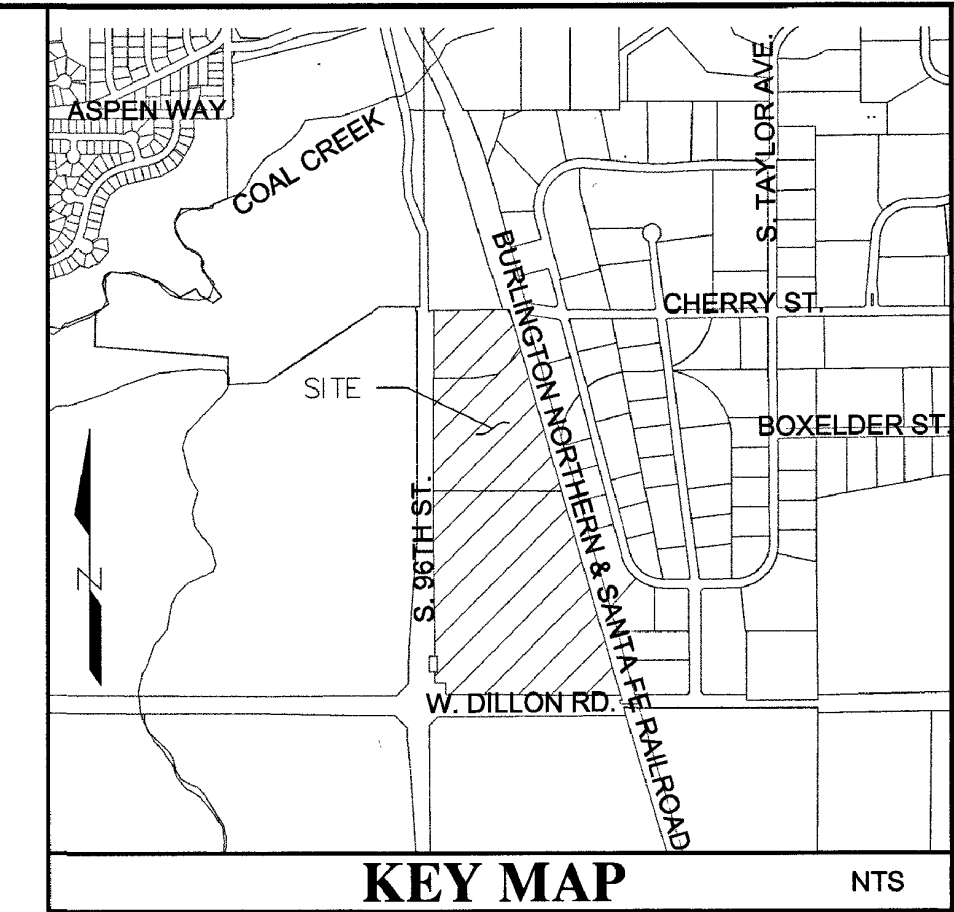 ASPEN WAY
COAL CREEK
S. TAYLOR AVE.
BURLINGTON NORTHERN & SANTA FE RAILROAD
CHERRY ST.
SITE
BOXELDER ST.
S. 96TH ST.
N
W. DILLON RD.
KEY MAP
NTS